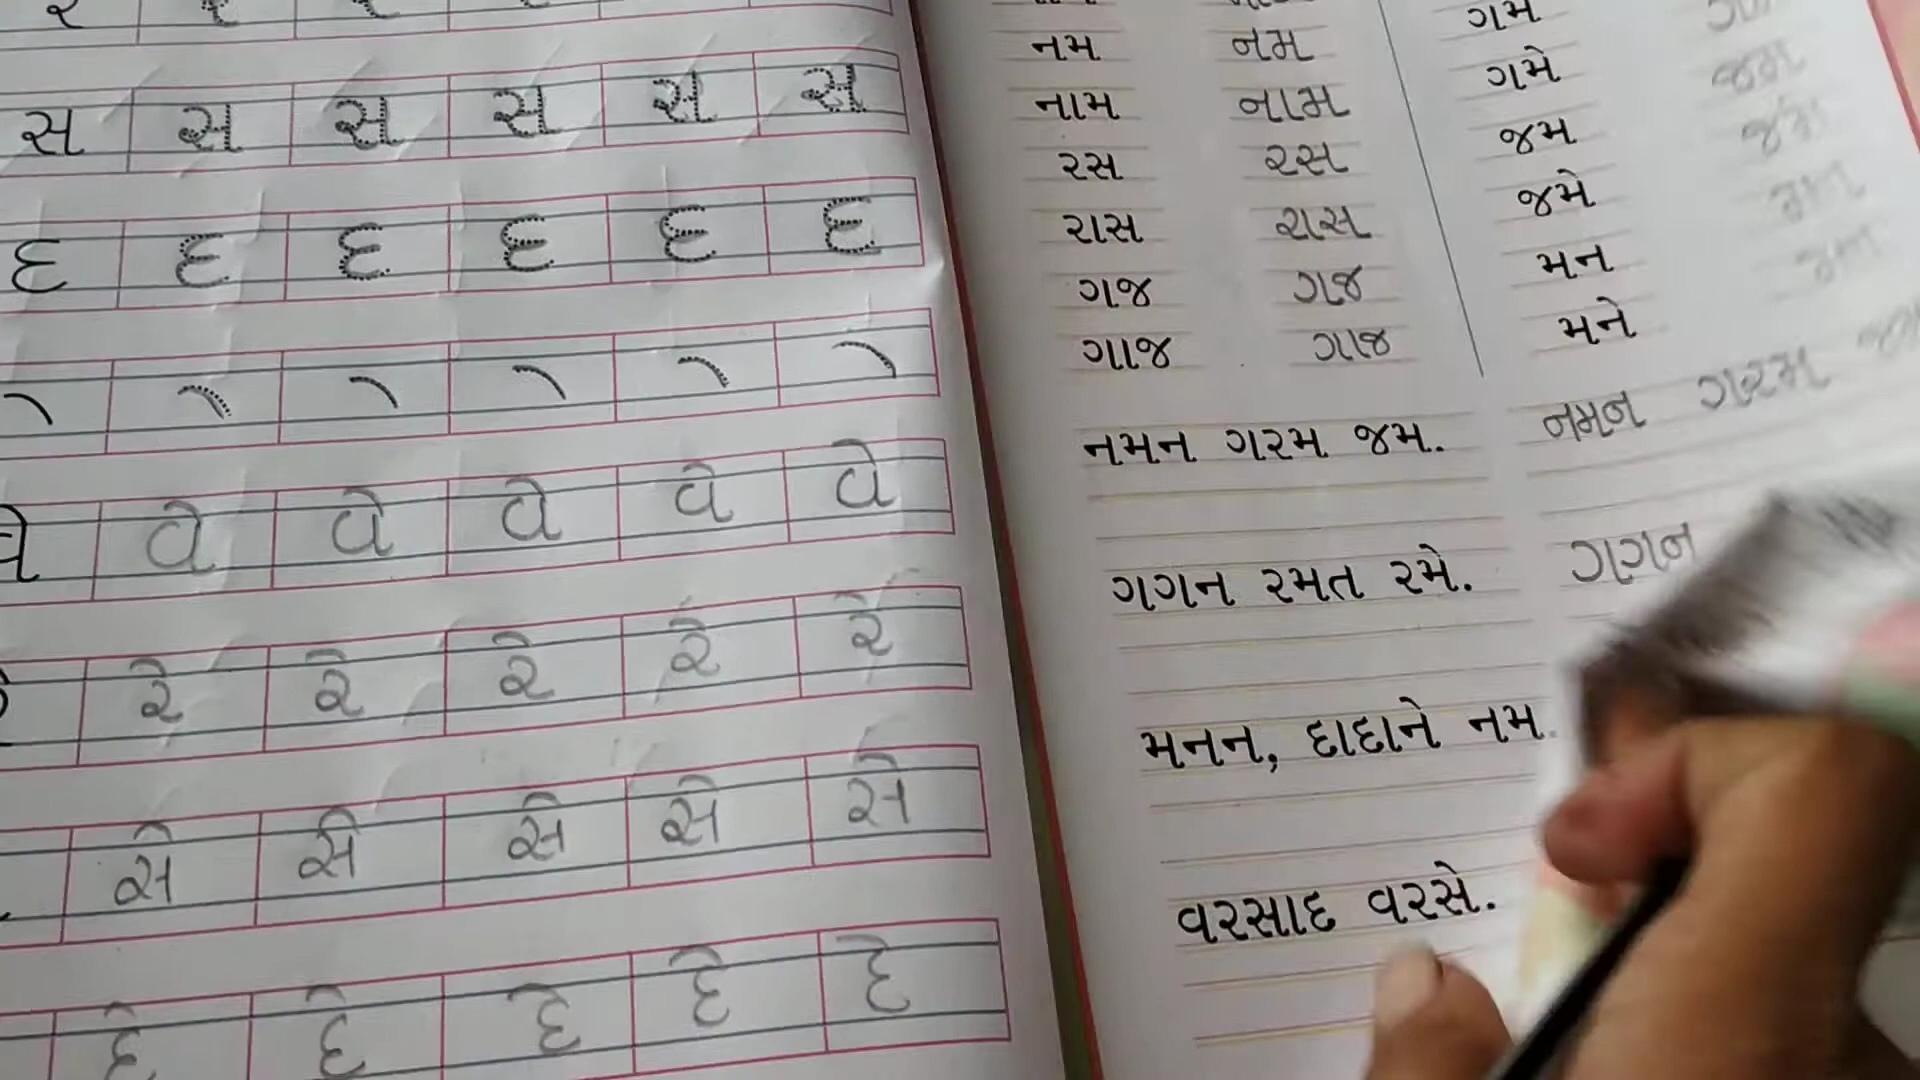 સ સ સ સ સ સ
દ દ દ દ દ દ
વે વે વે વે વે
રે રે રે રે રે
સે સે સે સે સે
દે દે દે દે દે
નમ નમ
નામ નામ
રસ રસ
રાસ રાસ
ગજ ગજ
ગાજ ગાજ
ગમ
ગમે
જમ
જમે
મન
મને
નમન ગરમ જમ. નમન ગરમ
ગગન રમત રમે. ગગન
મનન, દાદાને નમ.
વરસાદ વરસે.